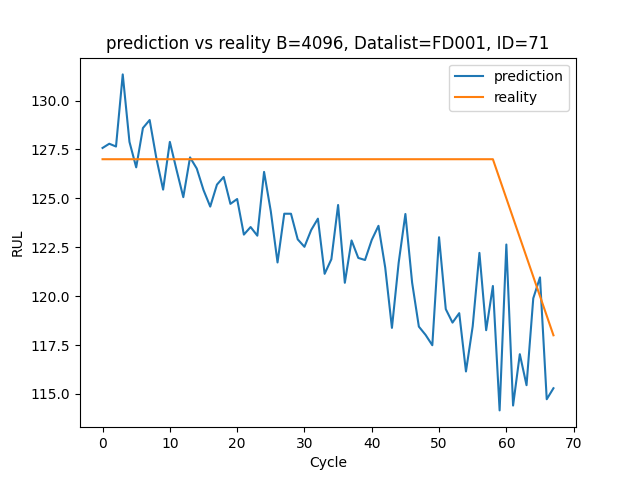 prediction vs reality B=4096, Datalist=FD001, ID=71
prediction
reality
130.0
127.5
125.0
122.5
120.0
117.5
115.0
RUL
0 10 20 30 40 50 60 70
Cycle